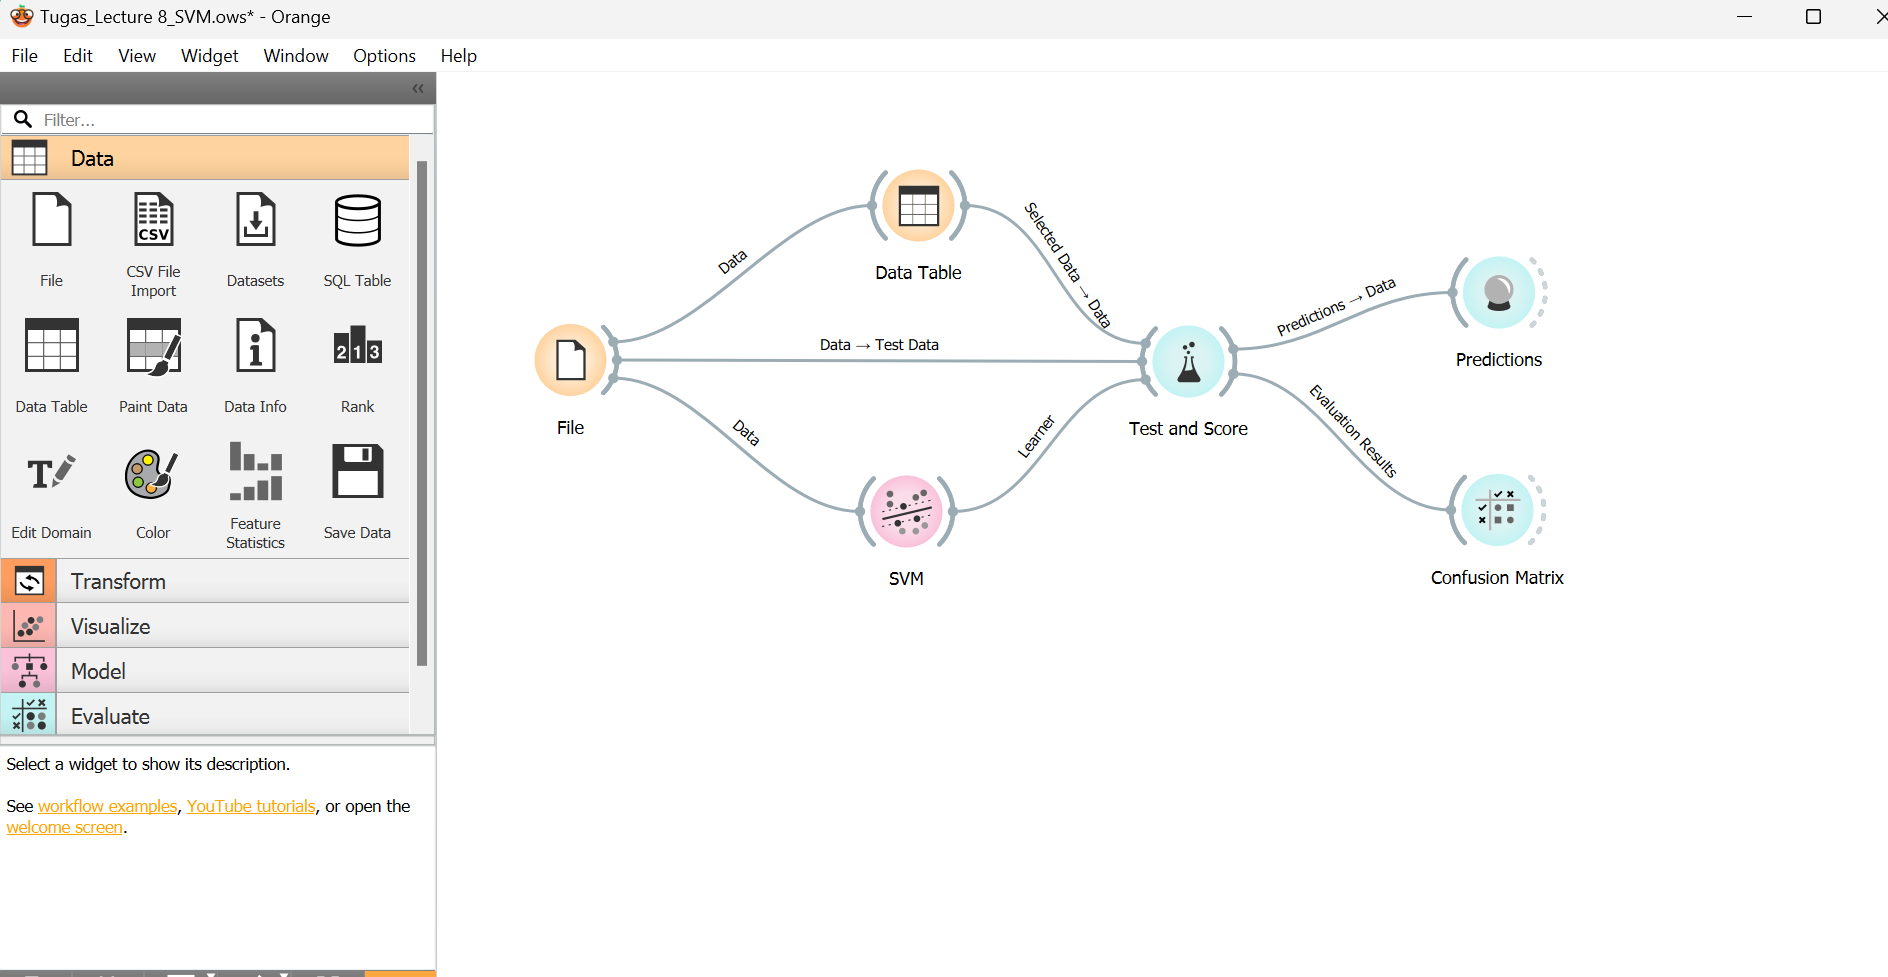 Tugas_Lecture 8_SVM.ows* - Orange
File Edit View Widget Window Options Help
«
Filter...
Data
File
CSV
CSV File
Import
Datasets
SQL Table
Data Table
Paint Data
2 1 3
Data Info
Rank
T
Edit Domain
Color
Feature
Statistics
Save Data
Transform
Visualize
Model
Evaluate
Select a widget to show its description.
See workflow examples, YouTube tutorials, or open the
welcome screen.
Data
Data Table
Selected Data → Data
File
Data → Test Data
Data
SVM
Learner
Test and Score
Predictions → Data
Predictions
Evaluation Results
Confusion Matrix